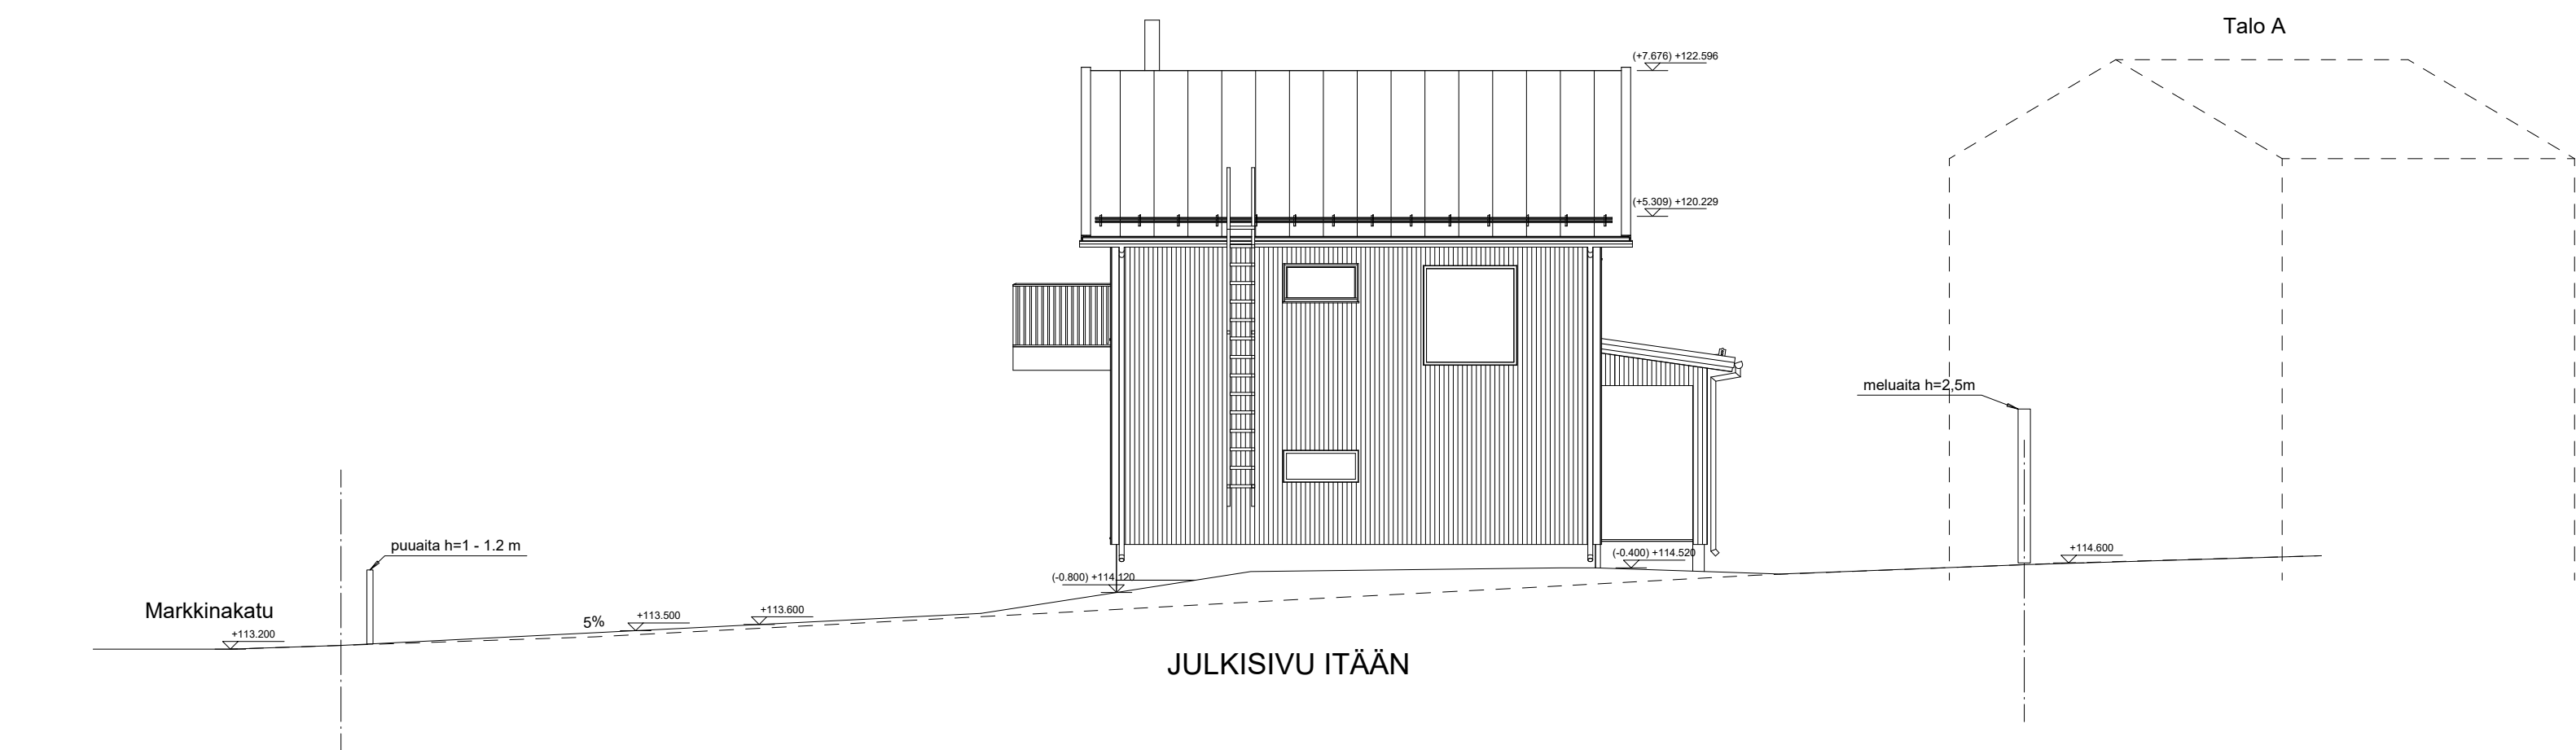 Talo A
(+7.676) +122.596
(+5.309) +120.229
meluaita h=2,5m
puuaita h=1 - 1.2 m
+114.600
(-0.400) +114.520
(-0.800) +114.120
Markkinakatu
+113.200
5%
+113.500
+113.600
JULKISIVU ITÄÄN